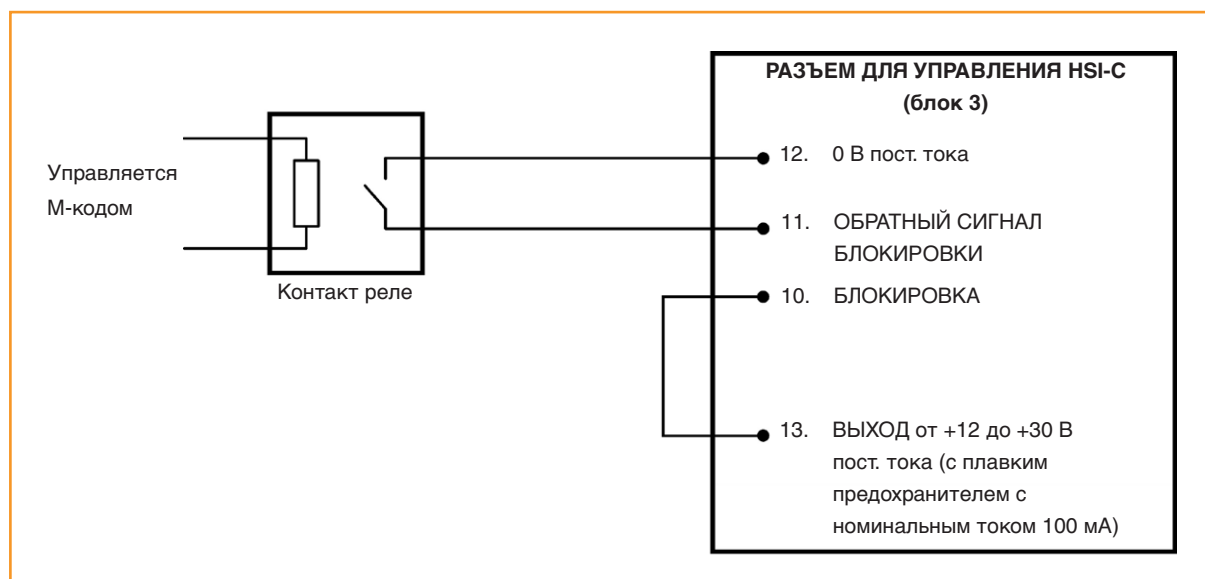 РАЗЪЕМ ДЛЯ УПРАВЛЕНИЯ HSI-C
(блок 3)
Управляется
М-кодом
Контакт реле
12. 0 В пост. тока
11. ОБРАТНЫЙ СИГНАЛ
БЛОКИРОВКИ
10. БЛОКИРОВКА
13. ВЫХОД от +12 до +30 В
пост. тока (с плавким
предохранителем с
номинальным током 100 мА)